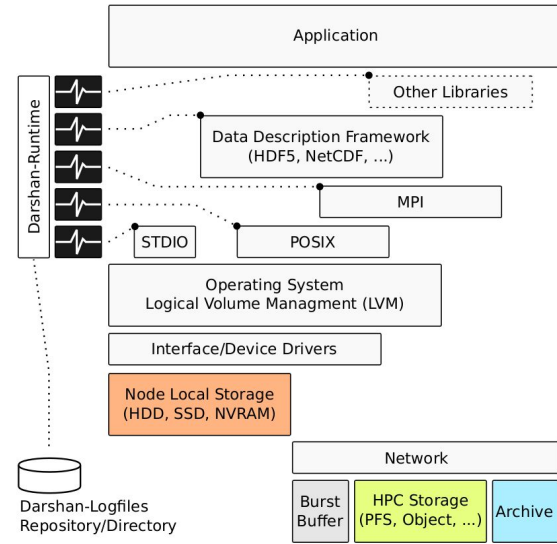 Application
Darshan-Runtime
Other Libraries
Data Description Framework
(HDF5, NetCDF, ...)
MPI
STDIO
POSIX
Operating System
Logical Volume Managment (LVM)
Interface/Device Drivers
Node Local Storage
(HDD, SSD, NVRAM)
Network
Burst
Buffer
HPC Storage
(PFS, Object, ...)
Archive
Darshan-Logfiles
Repository/Directory